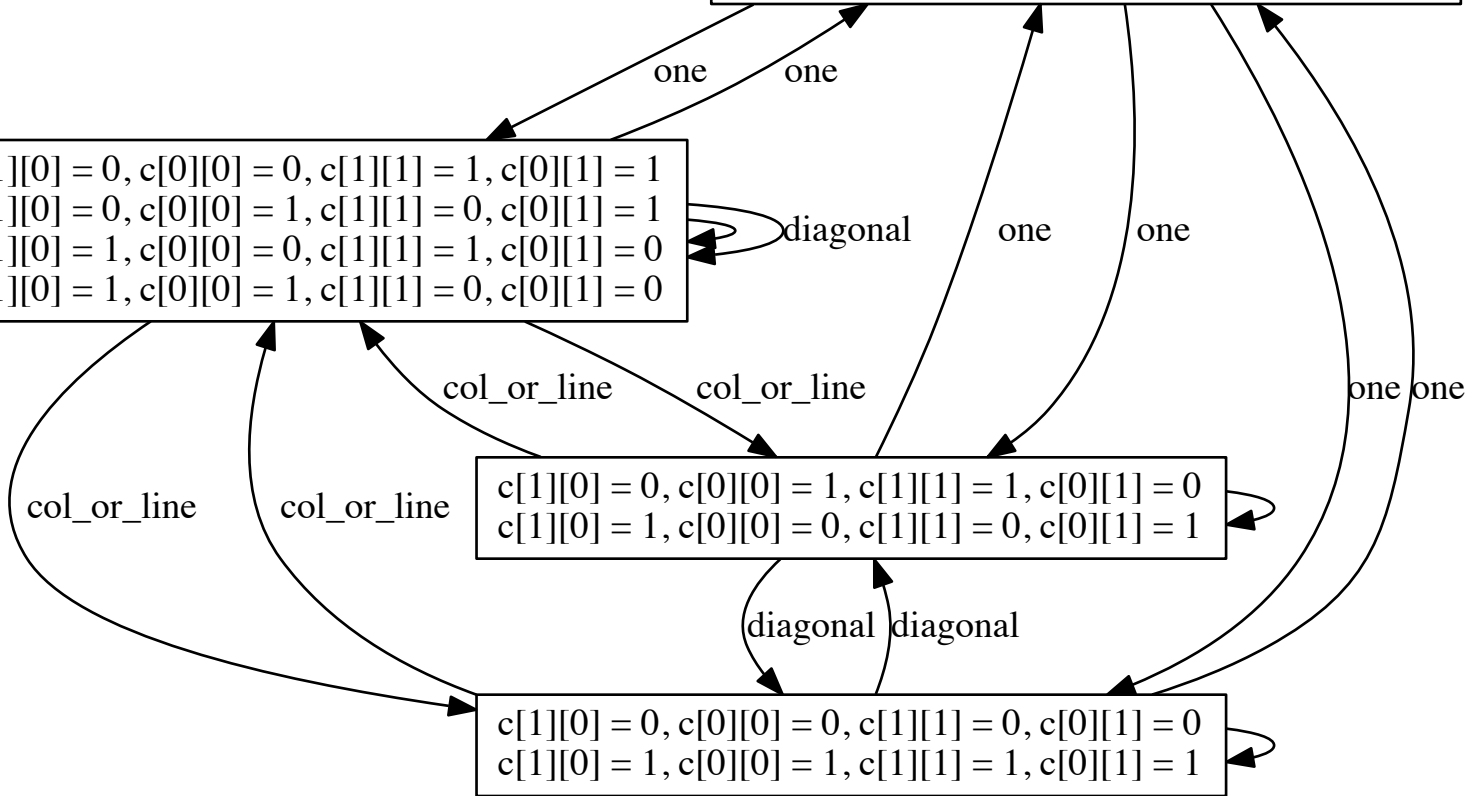 one
one
][0] = 0, c[0][0] = 0, c[1][1] = 1, c[0][1] = 1
][0] = 0, c[0][0] = 1, c[1][1] = 0, c[0][1] = 1
][0] = 1, c[0][0] = 0, c[1][1] = 1, c[0][1] = 0
][0] = 1, c[0][0] = 1, c[1][1] = 0, c[0][1] = 0
diagonal
one
one
col_or_line
col_or_line
one
one
c[1][0] = 0, c[0][0] = 1, c[1][1] = 1, c[0][1] = 0
c[1][0] = 1, c[0][0] = 0, c[1][1] = 0, c[0][1] = 1
col_or_line
col_or_line
diagonal
diagonal
c[1][0] = 0, c[0][0] = 0, c[1][1] = 0, c[0][1] = 0
c[1][0] = 1, c[0][0] = 1, c[1][1] = 1, c[0][1] = 1